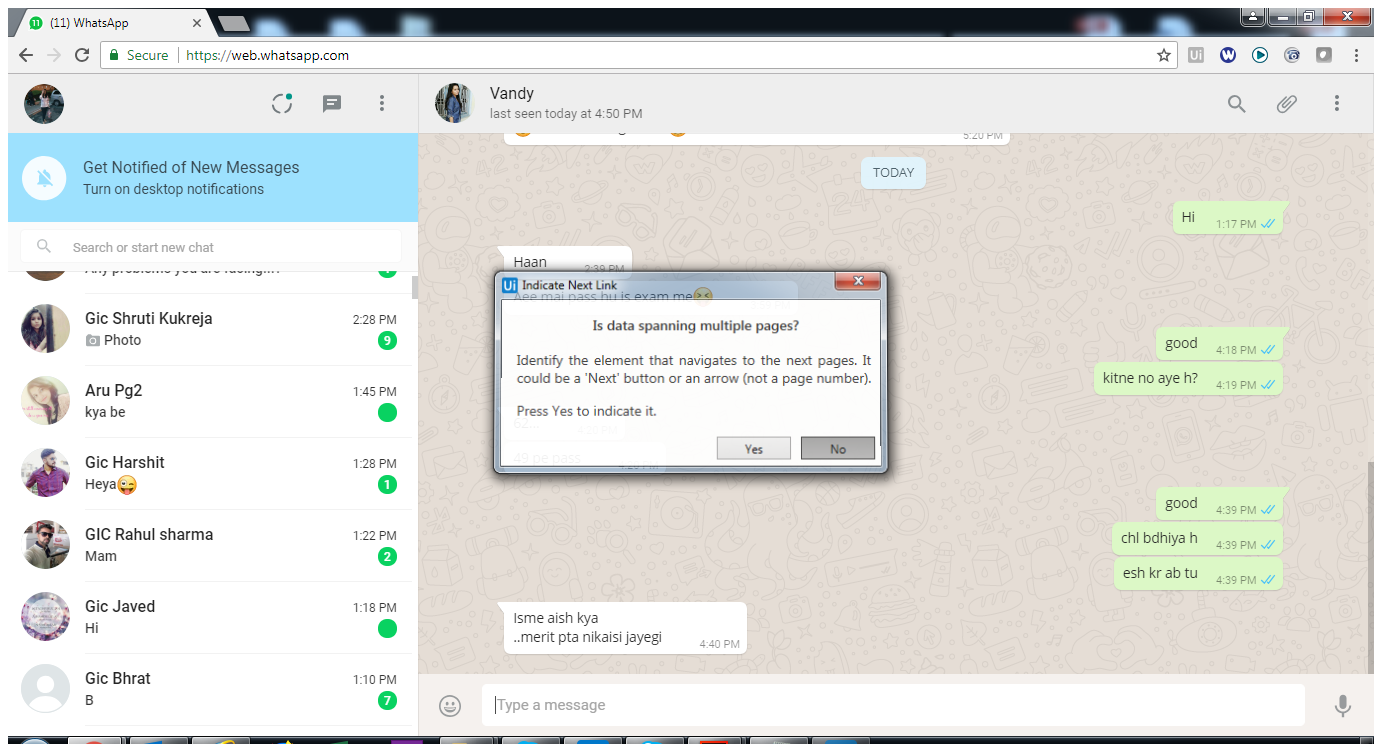 (11) WhatsApp
Secure
https://web.whatsapp.com
Get Notified of New Messages
Turn on desktop notifications
Search or start new chat
Any problems you are facing...?
Gic Shruti Kukreja
2:28 PM
Photo
9
Aru Pg2
1:45 PM
kya be
Gic Harshit
1:28 PM
Heya😜
1
GIC Rahul sharma
1:22 PM
Mam
2
Gic Javed
1:18 PM
Hi
Gic Bhrat
1:10 PM
B
7
Vandy
last seen today at 4:50 PM
5:20 PM
TODAY
Hi
1:17 PM
Haan
2:39 PM
Aee mai pass hu is exam me
Ui Indicate Next Link
Is data spanning multiple pages?
Identify the element that navigates to the next pages. It
could be a 'Next' button or an arrow (not a page number).
Press Yes to indicate it.
Yes
No
good
4:18 PM
kitne no aye h?
4:19 PM
62...
49 pe pass
good
4:39 PM
chl bdhiya h
4:39 PM
esh kr ab tu
4:39 PM
Isme aish kya
..merit pta nikaisi jayegi
4:40 PM
Type a message